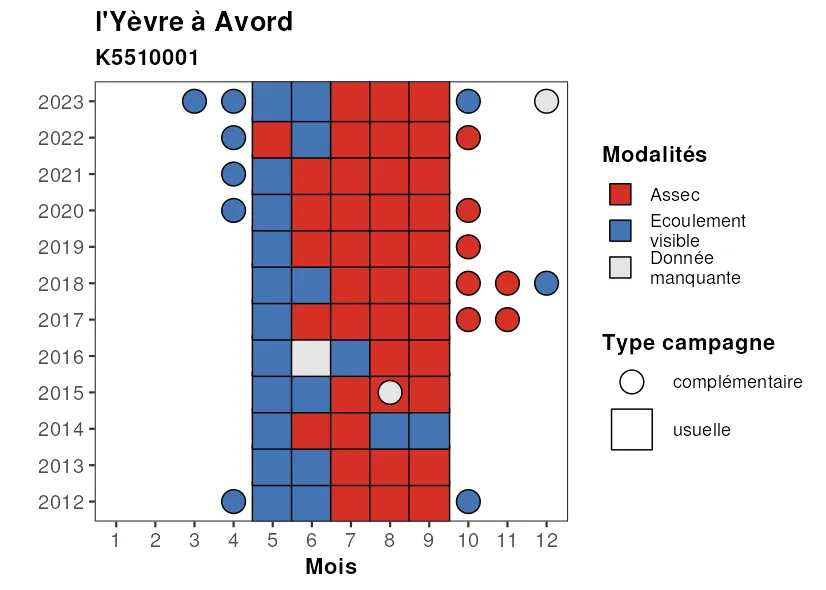 l'Yèvre à Avord
K5510001
2023
2022
2021
2020
2019
2018
2017
2016
2015
2014
2013
2012
1 2 3 4 5 6 7 8 9 10 11 12
Mois
Modalités
Assec
Ecoulement
visible
Donnée
manquante
Type campagne
complémentaire
usuelle